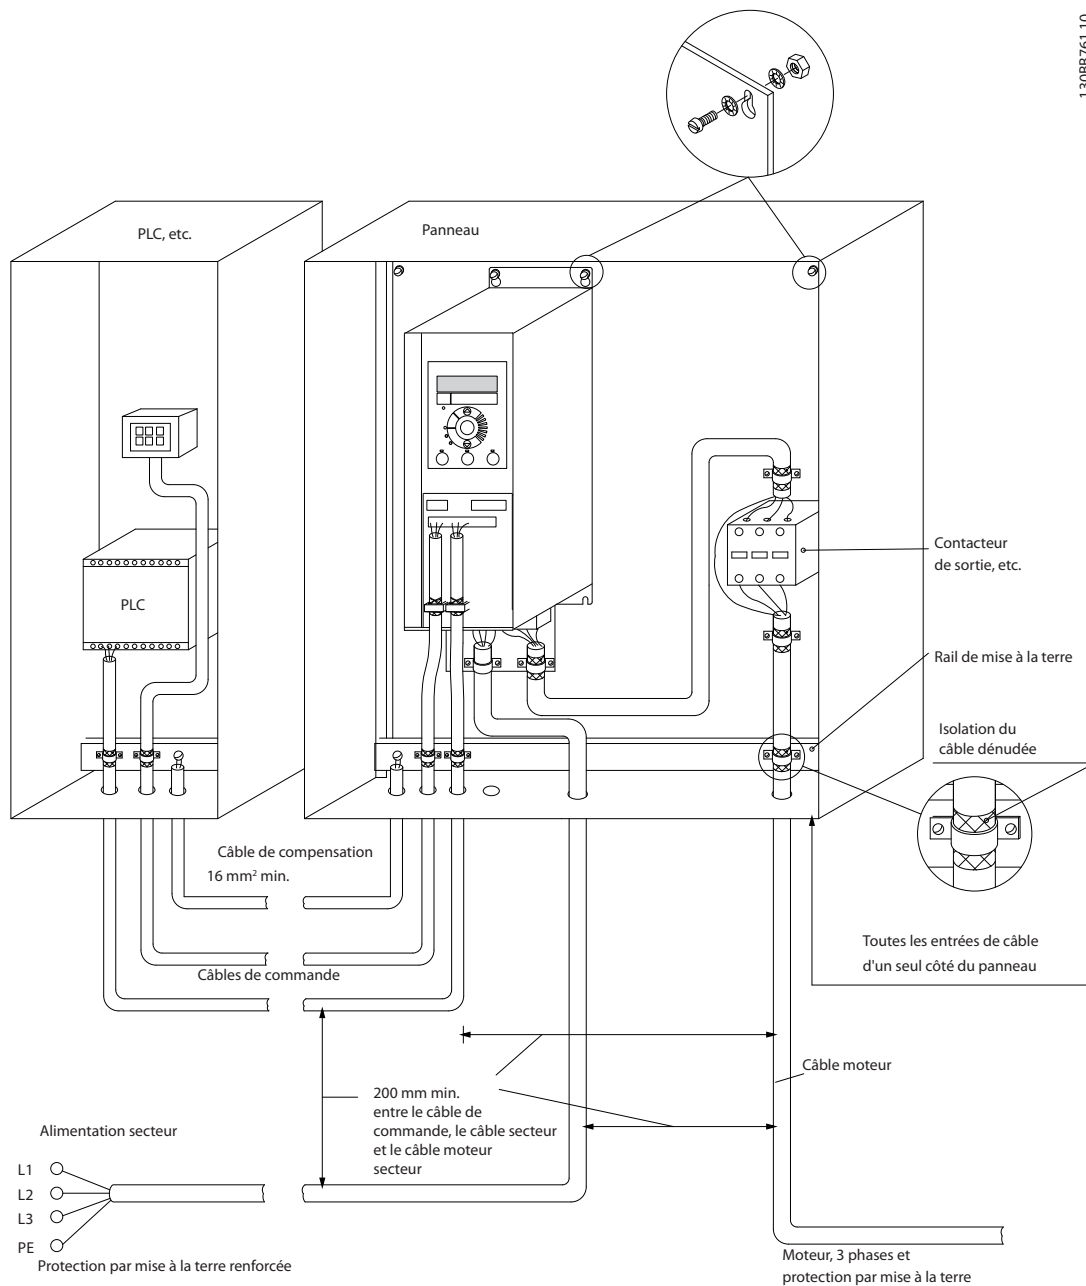 130BB761.10
PLC, etc.
Panneau
PLC
Contacteur
de sortie, etc.
Rail de mise à la terre
Isolation du
câble dénudée
Câble de compensation
16 mm² min.
Toutes les entrées de câble
d'un seul côté du panneau
Câbles de commande
Câble moteur
200 mm min.
entre le câble de
commande, le câble secteur
et le câble moteur
secteur
Alimentation secteur
L1
L2
L3
PE
Protection par mise à la terre renforcée
Moteur, 3 phases et
protection par mise à la terre